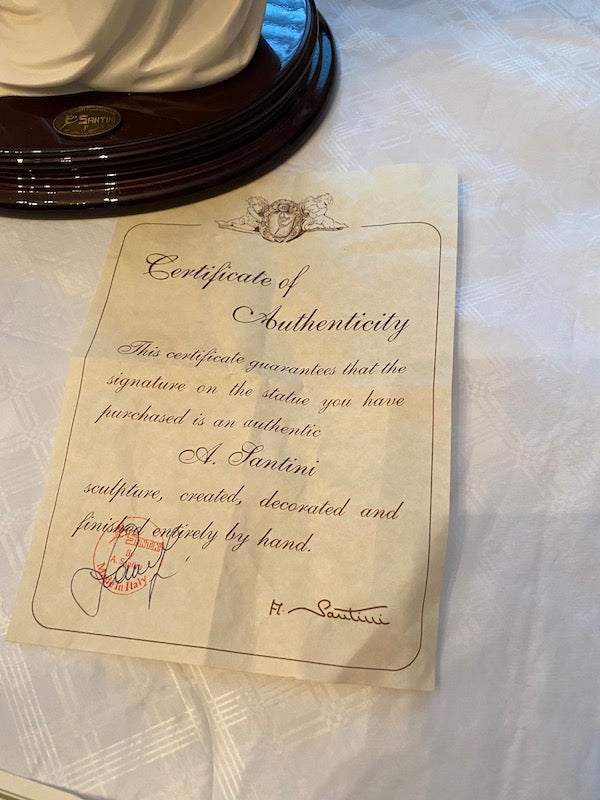 SANTINI
Certificate of
Authenticity
This certificate guarantees that the
signature on the statue you have
purchased is an authentic
A. Santini
sculpture, created, decorated and
finished entirely by hand.
Made in Italy
A. Santini